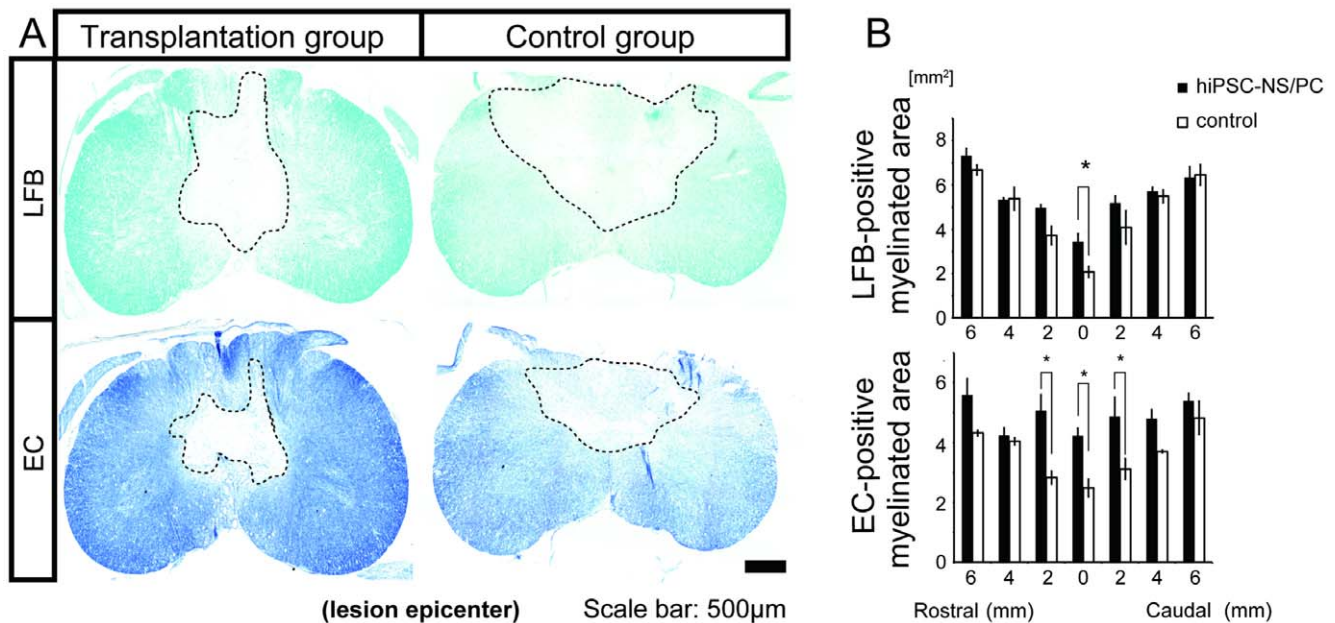 A
Transplantation group
Control group
LFB
EC
(lesion epicenter)
Scale bar: 500μm
B
[mm²]
hiPSC-NS/PC
control
LFB-positive
myelinated area
8
6
4
2
0
*
6 4 2 0 2 4 6
EC-positive
myelinated area
6
4
2
0
* * *
6 4 2 0 2 4 6
Rostral (mm)
Caudal (mm)